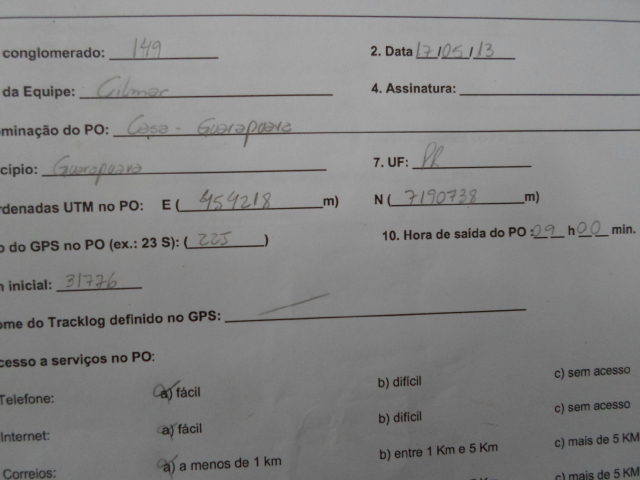 conglomerado: 149 2. Data 17/05/13
da Equipe: Gilmar 4. Assinatura:
minação do PO: Casa - Guarapuava
cípio: Guarapuava 7. UF: PR
rdenadas UTM no PO: E (454218 m) N (7190738 m)
o do GPS no PO (ex.: 23 S): (22J)
10. Hora de saída do PO : 09 h 00 min.
inicial: 31776
ome do Tracklog definido no GPS: —
cesso a serviços no PO:
Telefone: a) fácil b) difícil c) sem acesso
Internet: a) fácil b) difícil c) sem acesso
Correios: a) a menos de 1 km b) entre 1 Km e 5 Km c) mais de 5 KM
c) mais de 5 KM